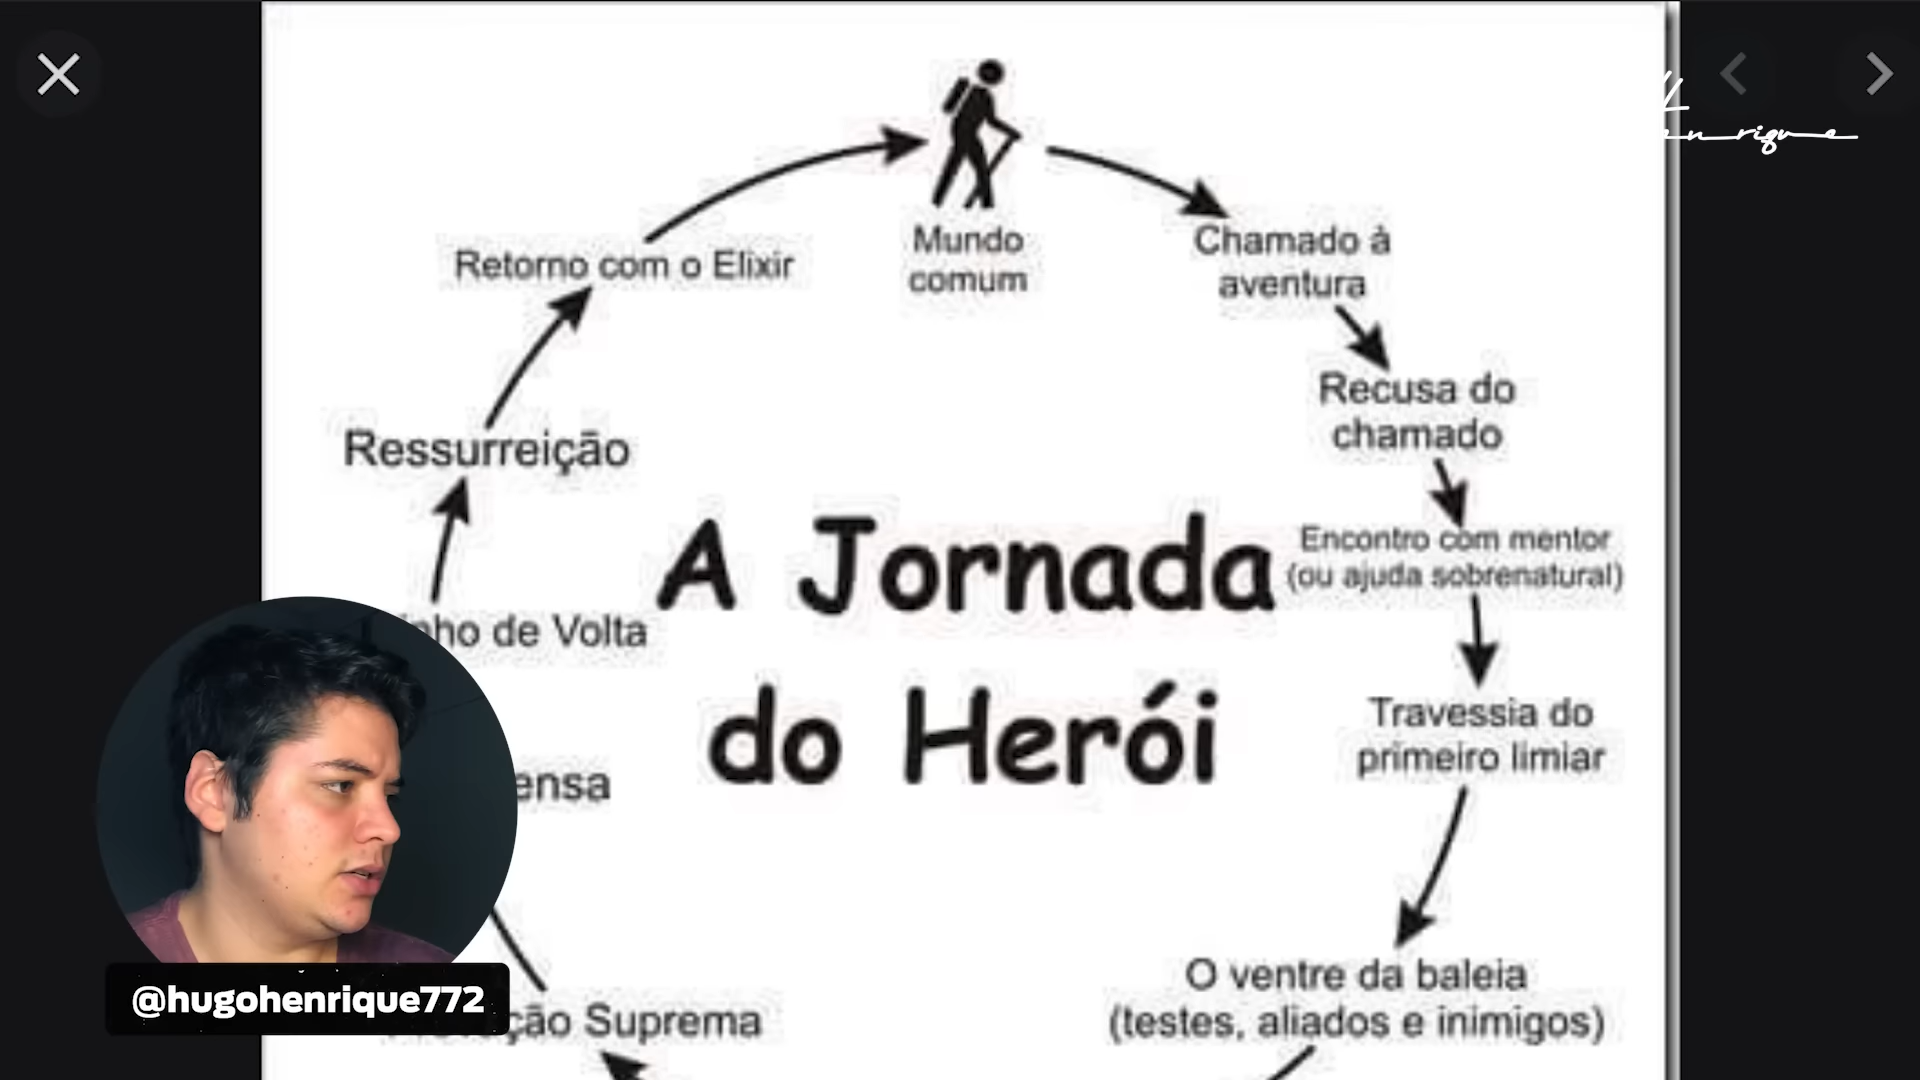 Mundo
comum
Chamado à
aventura
Recusa do
chamado
Encontro com mentor
(ou ajuda sobrenatural)
Travessia do
primeiro limiar
O ventre da baleia
(testes, aliados e inimigos)
Suprema
de Volta
Ressurreição
Retorno com o Elixir
A Jornada
do Herói
@hugohenrique772